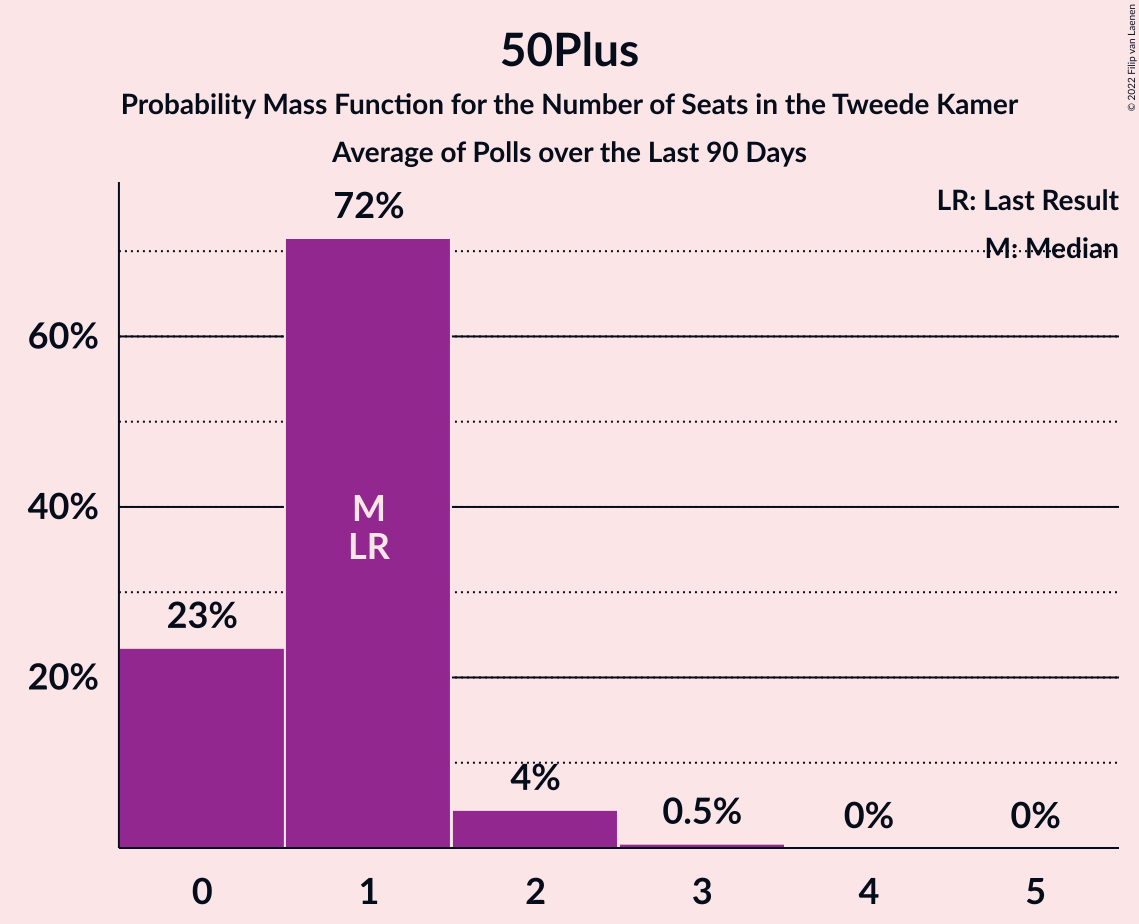 50Plus
Probability Mass Function for the Number of Seats in the Tweede Kamer
Average of Polls over the Last 90 Days
© 2022 Filip van Laenen
LR: Last Result
M: Median
72%
60%
M
40%
LR
23%
20%
4%
0.5%
0%
0%
0
1
2
3
4
5